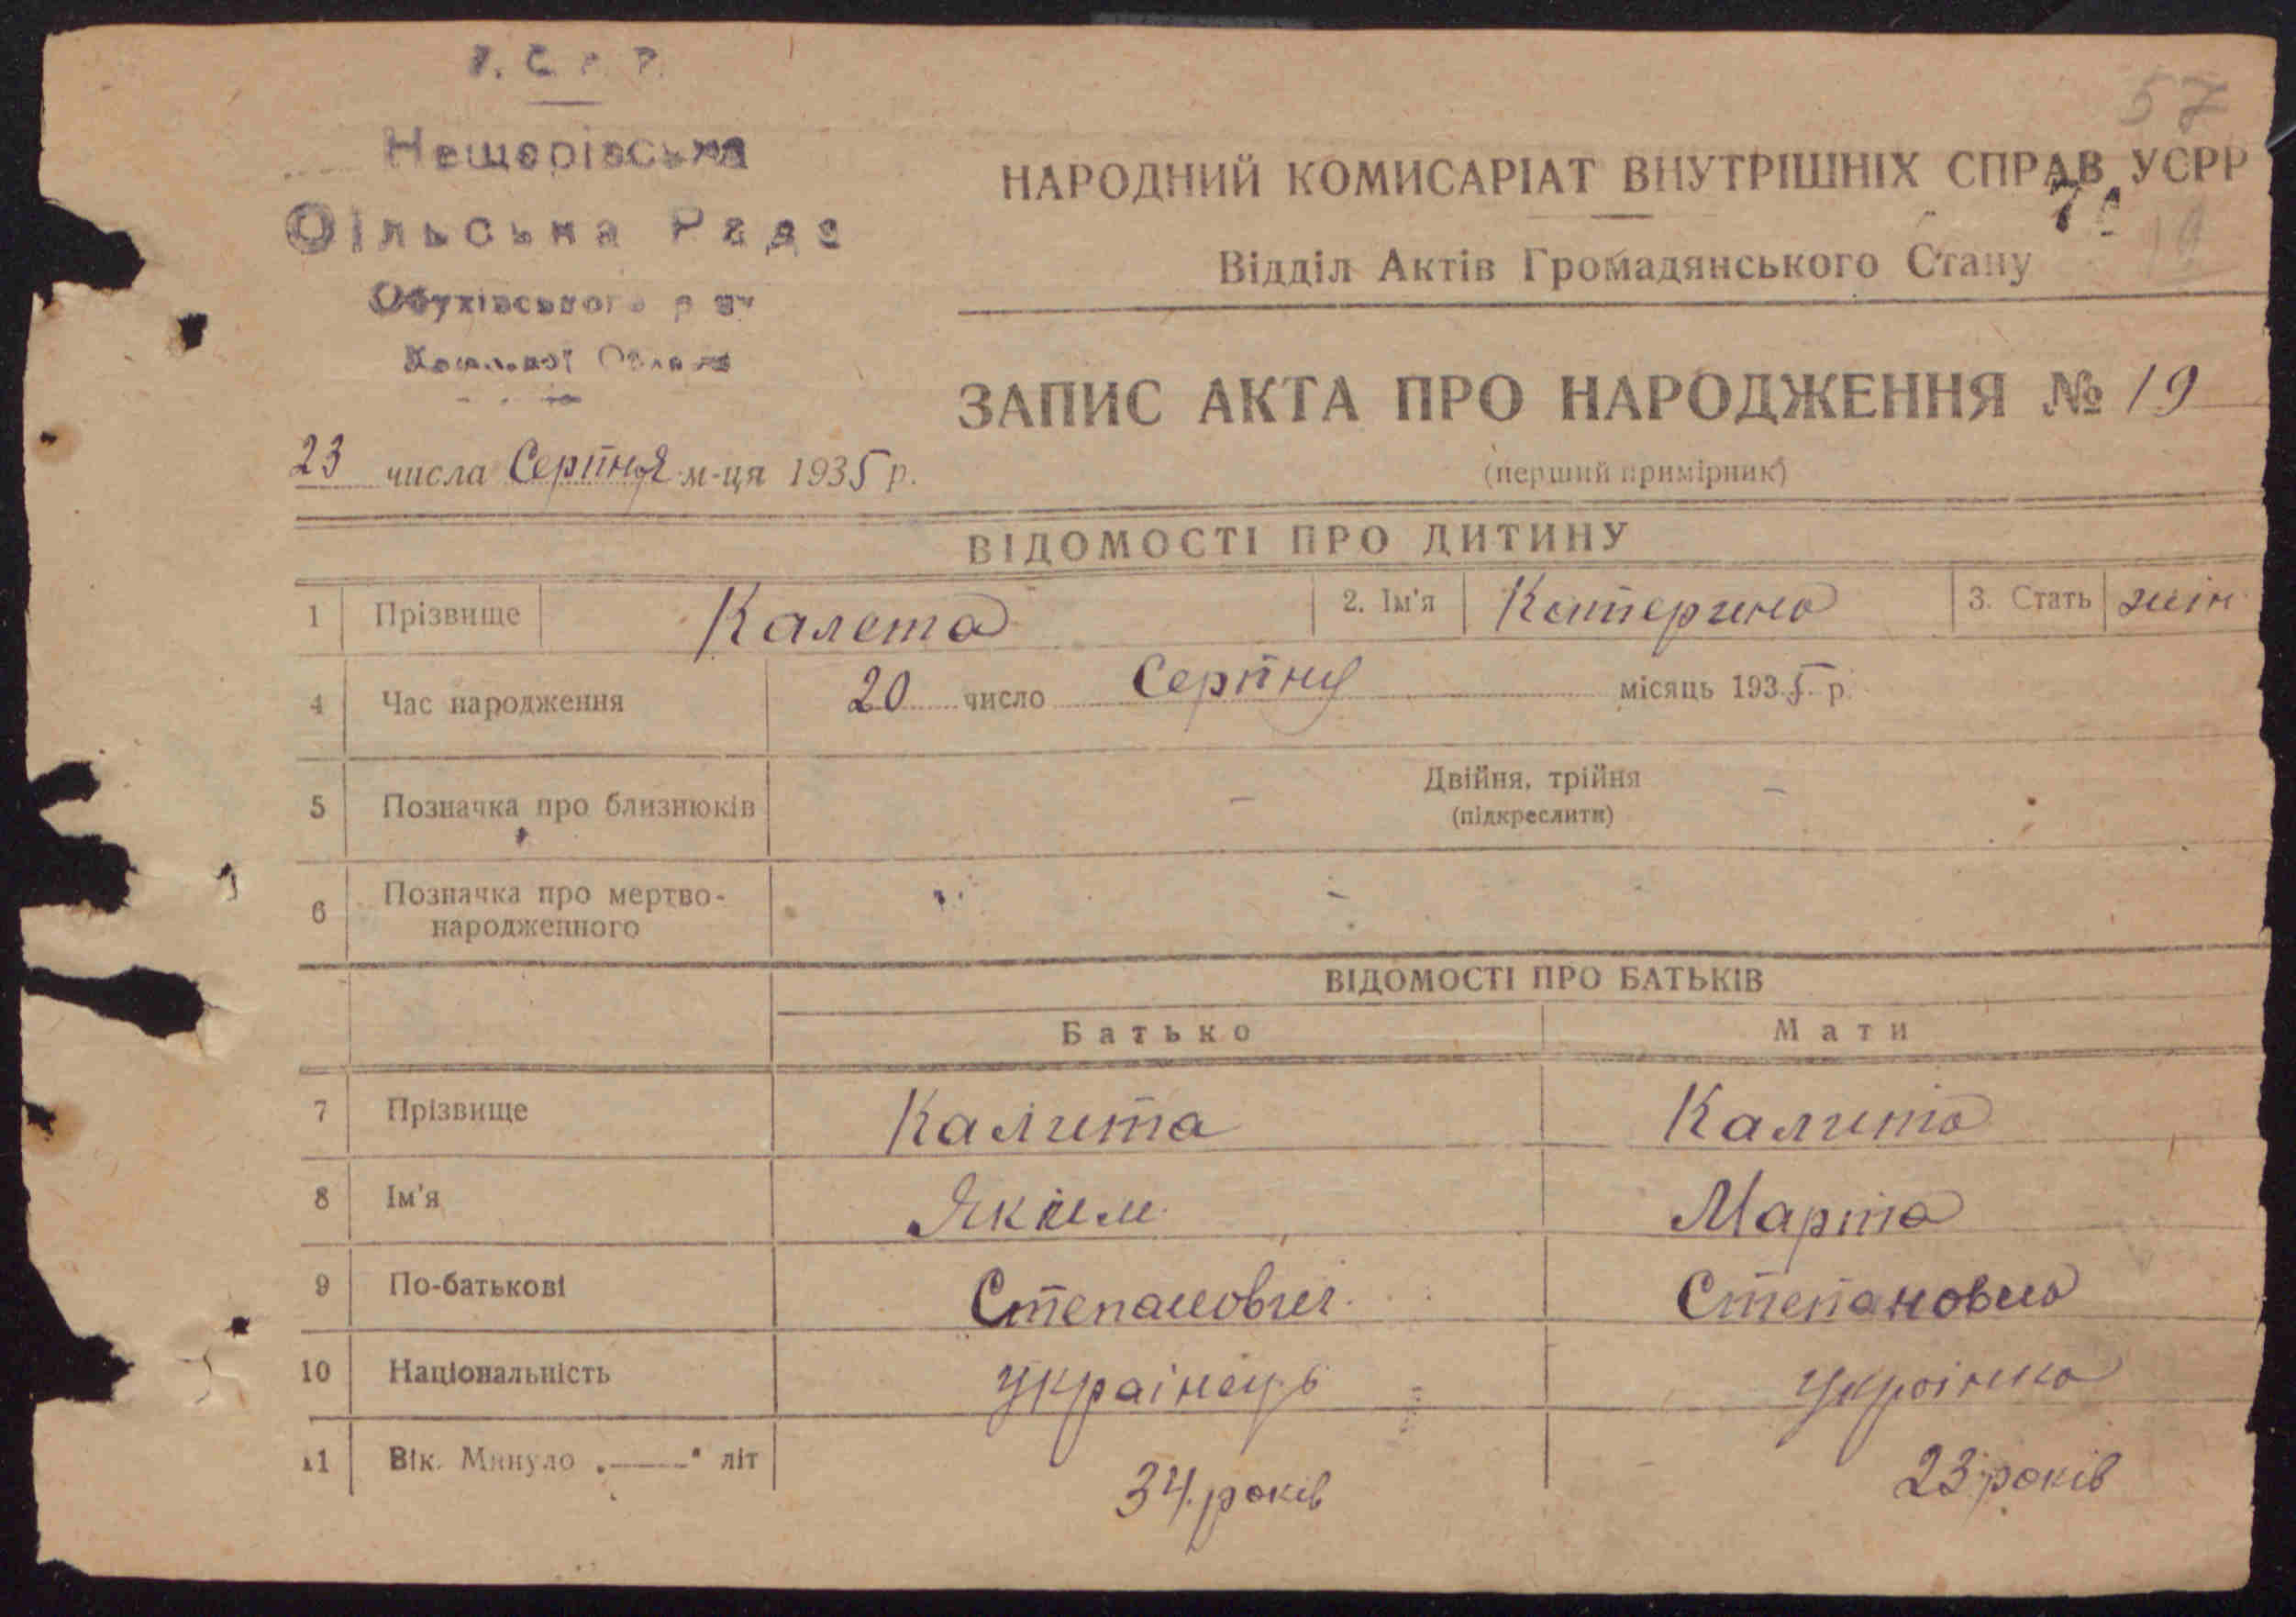 57
Нещерівська
Сільська Рада
Обухівського
НАРОДНИЙ КОМИСАРІАТ ВНУТРІШНІХ СПРАВ УСРР
Відділ Актів Громадянського Стану
ЗАПИС АКТА ПРО НАРОДЖЕННЯ № 19
(перший примірник)
23 числа Серпня м-ця 1935 р.
ВІДОМОСТІ ПРО ДИТИНУ
1 Прізвище Калета 2. Ім'я Катерина 3. Стать жін
4 Час народження 20 число Серпня місяць 1935 р.
5 Позначка про близнюків - Двійня, трійня -
(підкреслити)
6 Позначка про мертво-
народженного -
ВІДОМОСТІ ПРО БАТЬКІВ
Батько Мати
7 Прізвище Калита Калита
8 Ім'я Яким Марта
9 По-батькові Степанович Степановна
10 Національність Українець Українка
11 Вік. Минуло „——" літ 34 років 23 років